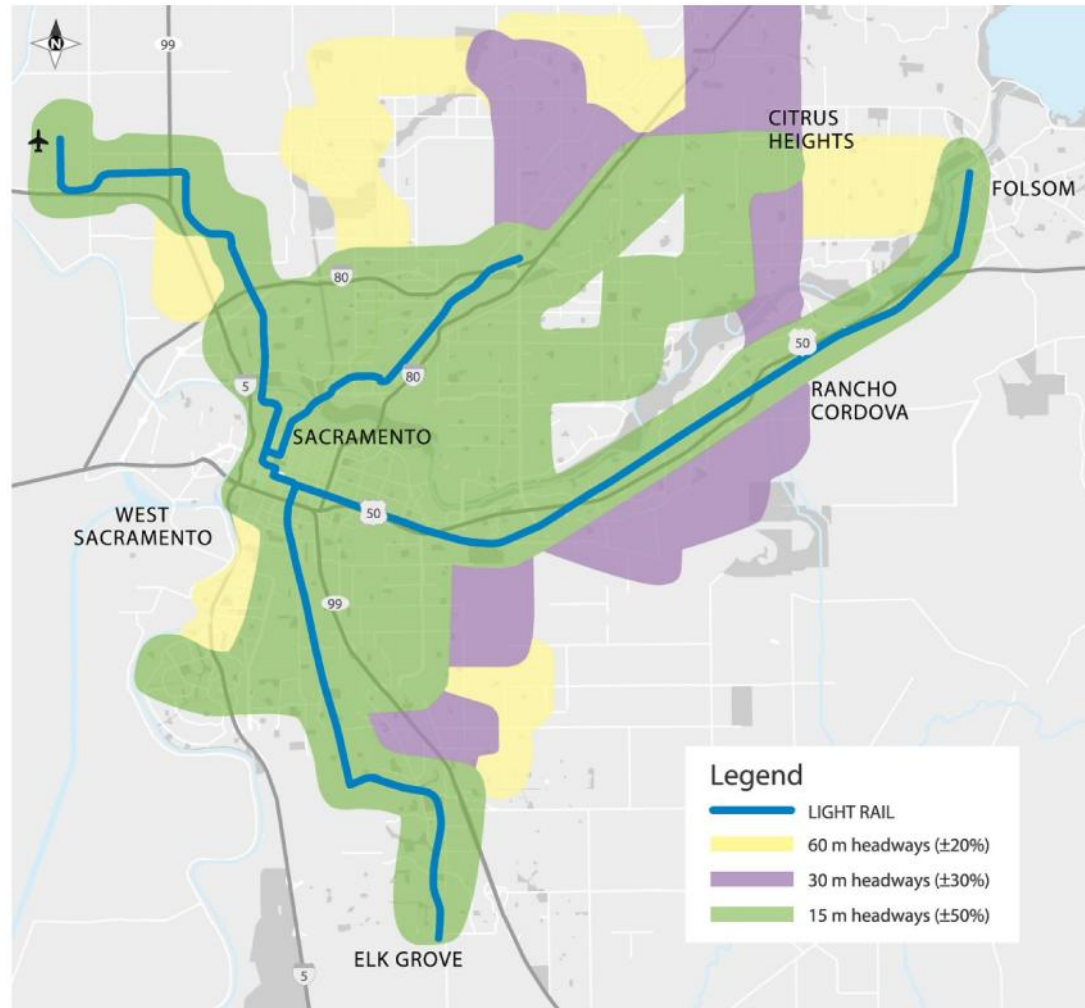 N
99
CITRUS
HEIGHTS
FOLSOM
80
50
5
80
RANCHO
CORDOVA
SACRAMENTO
WEST
SACRAMENTO
50
99
Legend
LIGHT RAIL
60 m headways (±20%)
30 m headways (±30%)
15 m headways (±50%)
ELK GROVE
5